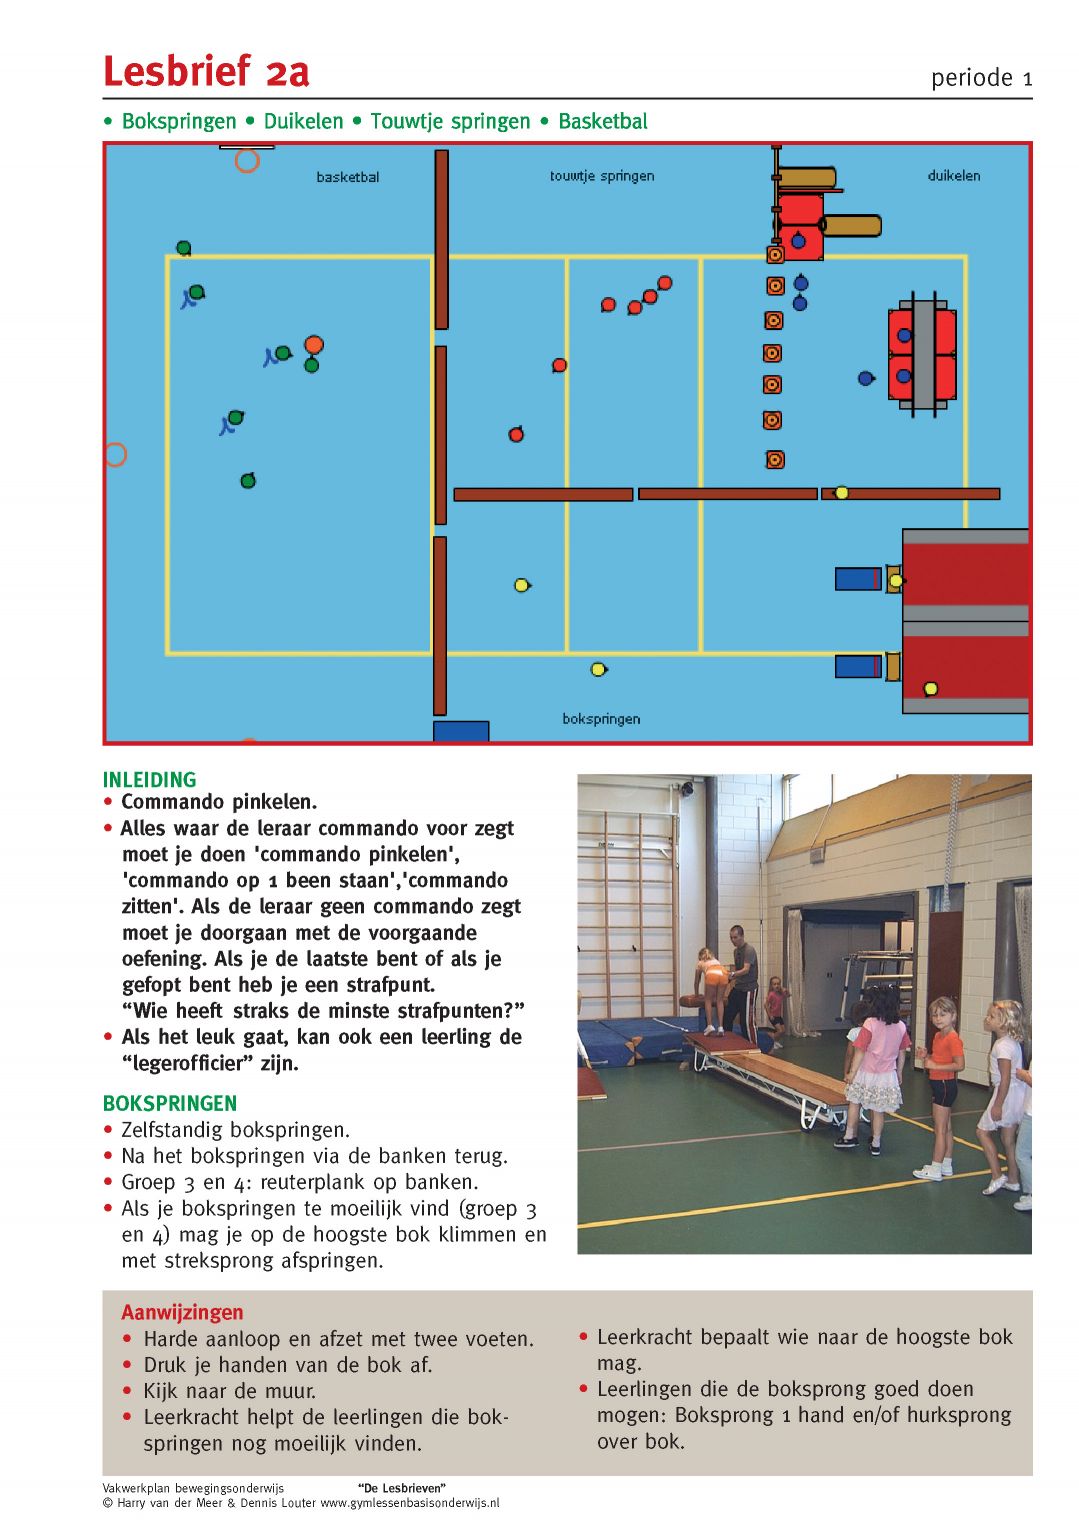 Lesbrief 2a
periode 1
• Bokspringen • Duikelen • Touwtje springen • Basketbal
basketbal
touwtje springen
duikelen
bokspringen
INLEIDING
• Commando pinkelen.
• Alles waar de leraar commando voor zegt
moet je doen 'commando pinkelen',
'commando op 1 been staan','commando
zitten'. Als de leraar geen commando zegt
moet je doorgaan met de voorgaande
oefening. Als je de laatste bent of als je
gefopt bent heb je een strafpunt.
“Wie heeft straks de minste strafpunten?”
• Als het leuk gaat, kan ook een leerling de
“legerofficier” zijn.
BOKSPRINGEN
• Zelfstandig bokspringen.
• Na het bokspringen via de banken terug.
• Groep 3 en 4: reuterplank op banken.
• Als je bokspringen te moeilijk vind (groep 3
en 4) mag je op de hoogste bok klimmen en
met streksprong afspringen.
Aanwijzingen
• Harde aanloop en afzet met twee voeten.
• Druk je handen van de bok af.
• Kijk naar de muur.
• Leerkracht helpt de leerlingen die bok-
springen nog moeilijk vinden.
• Leerkracht bepaalt wie naar de hoogste bok
mag.
• Leerlingen die de boksprong goed doen
mogen: Boksprong 1 hand en/of hurksprong
over bok.
Vakwerkplan bewegingsonderwijs “De Lesbrieven”
© Harry van der Meer & Dennis Louter www.gymlessenbasisonderwijs.nl